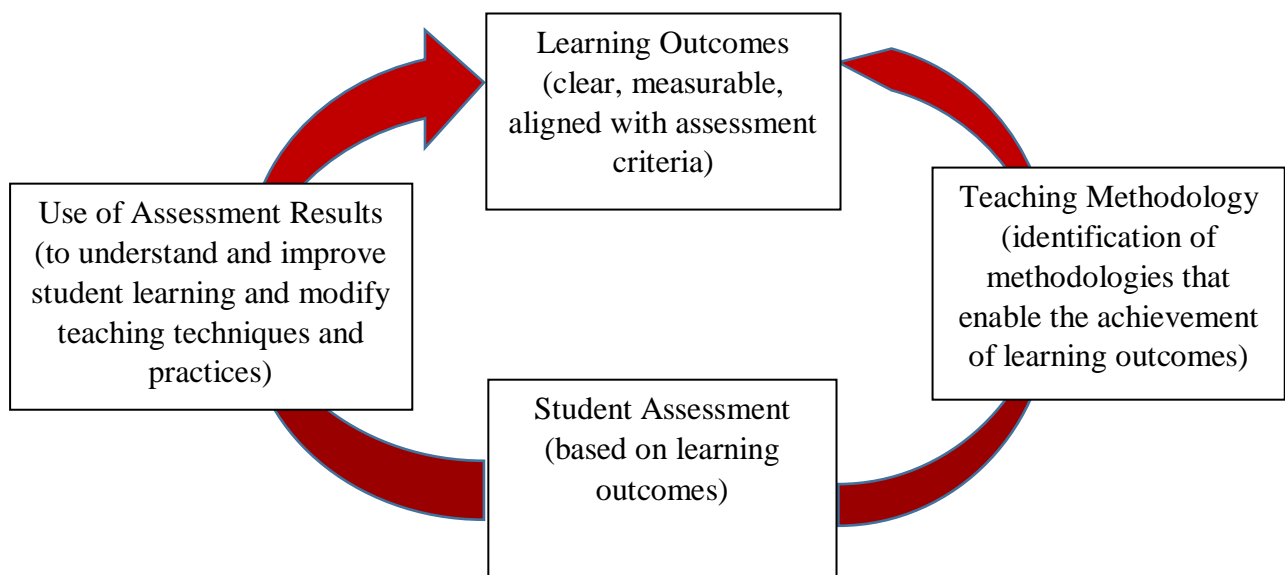 Learning Outcomes
(clear, measurable,
aligned with assessment
criteria)
Teaching Methodology
(identification of
methodologies that
enable the achievement
of learning outcomes)
Student Assessment
(based on learning
outcomes)
Use of Assessment Results
(to understand and improve
student learning and modify
teaching techniques and
practices)